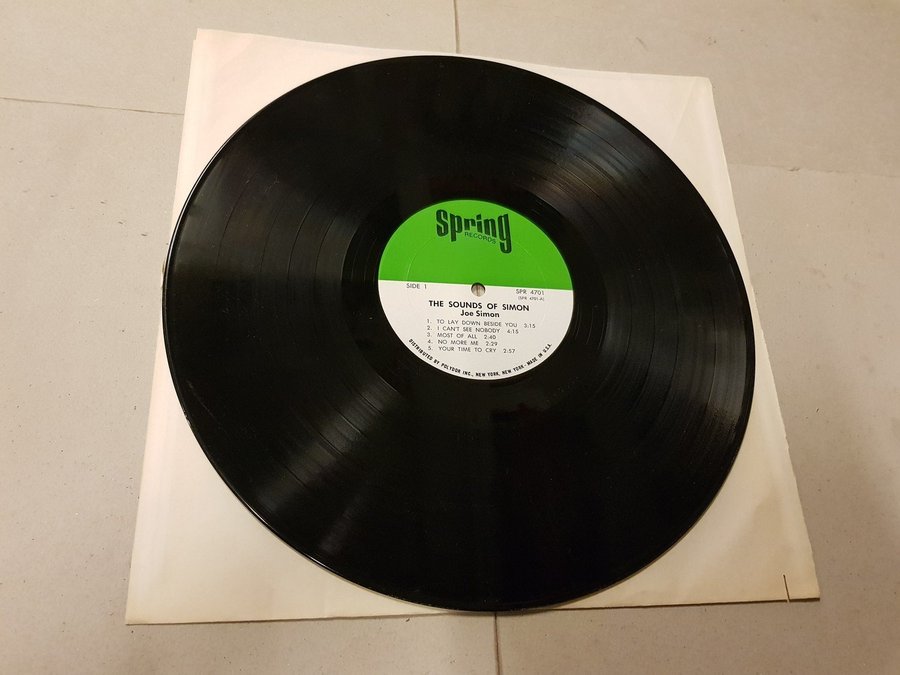 Spring
RECORDS
SIDE 1
SPR 4701
(SPR 4701-A)
THE SOUNDS OF SIMON
Joe Simon
1. TO LAY DOWN BESIDE YOU 3:15
2. I CAN'T SEE NOBODY 4:15
3. MOST OF ALL 2:40
4. NO MORE ME 2:29
5. YOUR TIME TO CRY 2:57
DISTRIBUTED BY POLYDOR INC., NEW YORK, NEW YORK · MADE IN U.S.A.